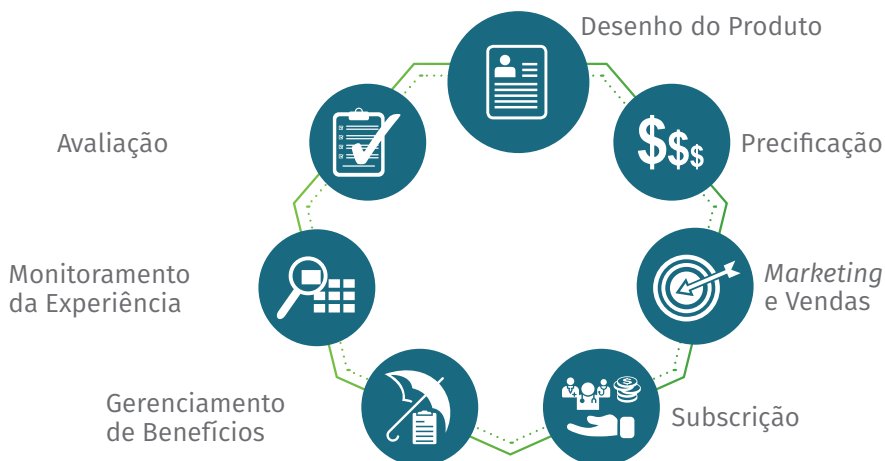 Desenho do Produto
Precificação
Marketing
e Vendas
Subscrição
Gerenciamento
de Benefícios
Monitoramento
da Experiência
Avaliação
$$$
$